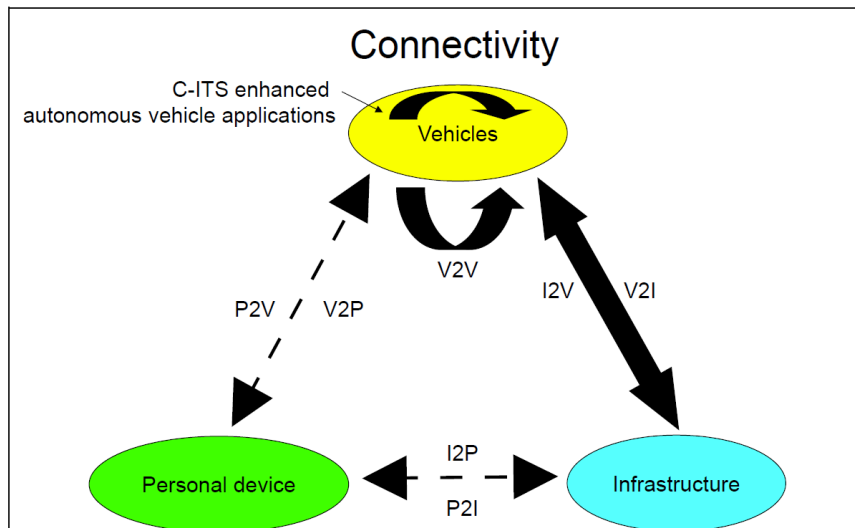 Connectivity
C-ITS enhanced
autonomous vehicle applications
Vehicles
V2V
P2V
V2P
I2V
V2I
I2P
P2I
Personal device
Infrastructure